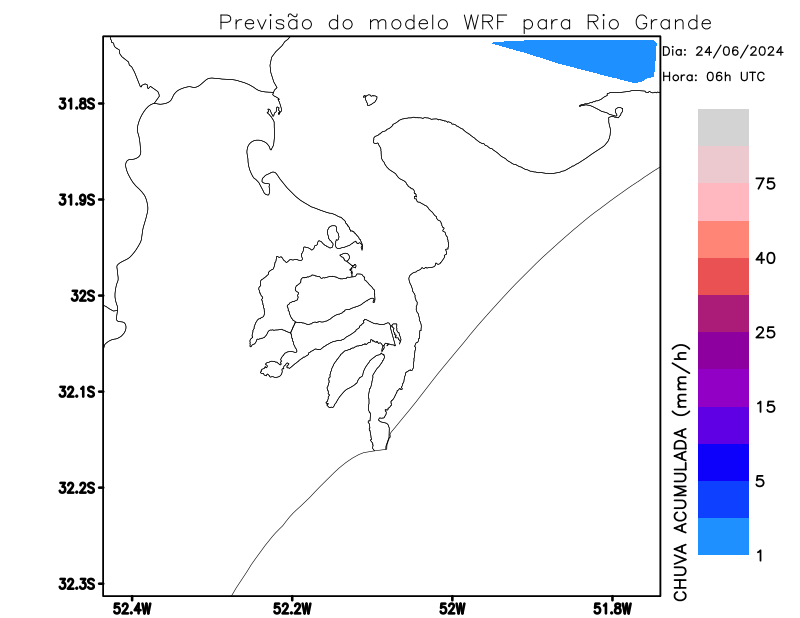 Previsão do modelo WRF para Rio Grande
Dia: 24/06/2024
Hora: 06h UTC
31.8S
31.9S
32S
32.1S
32.2S
32.3S
52.4W
52.2W
52W
51.8W
CHUVA ACUMULADA (mm/h)
75
40
25
15
5
1